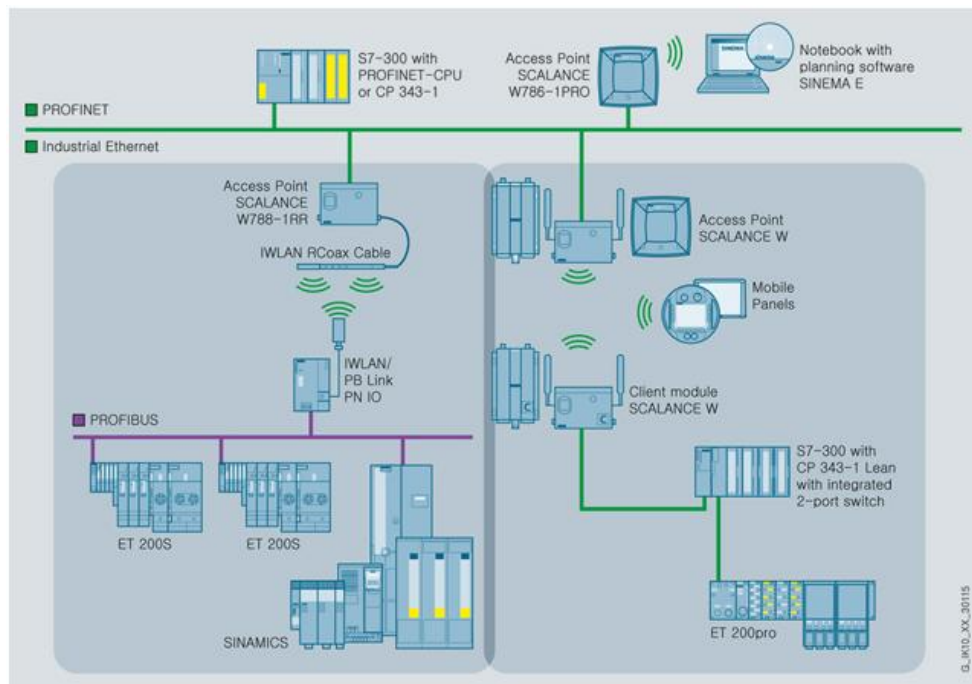 S7-300 with
PROFINET-CPU
or CP 343-1
Access Point
SCALANCE
W786-1PRO
SINEMA
Notebook with
planning software
SINEMA E
PROFINET
Industrial Ethernet
Access Point
SCALANCE
W788-1RR
IWLAN RCoax Cable
Access Point
SCALANCE W
Mobile
Panels
IWLAN/
PB Link
PN IO
Client module
SCALANCE W
PROFIBUS
S7-300 with
CP 343-1 Lean
with integrated
2-port switch
ET 200S
ET 200S
SINAMICS
ET 200pro
G_IK10_XX_30115